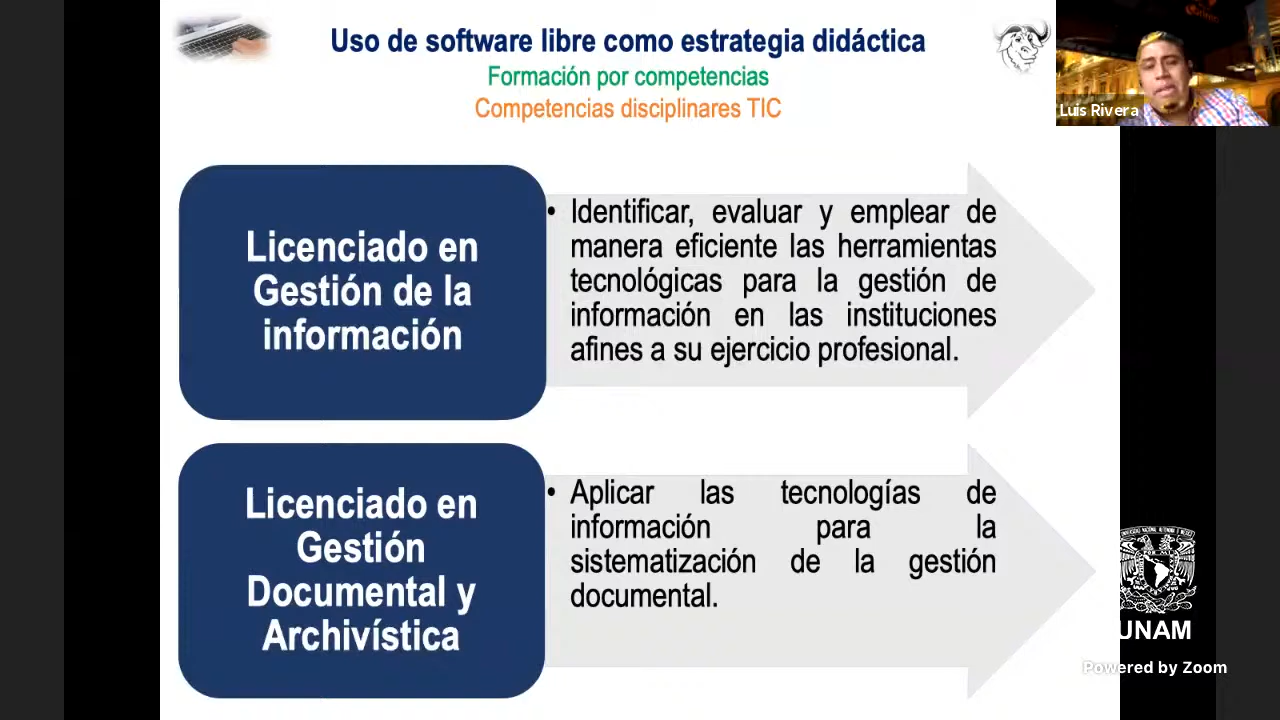 Uso de software libre como estrategia didáctica
Formación por competencias
Competencias disciplinares TIC
Luis Rivera
Licenciado en
Gestión de la
información
• Identificar, evaluar y emplear de
manera eficiente las herramientas
tecnológicas para la gestión de
información en las instituciones
afines a su ejercicio profesional.
Licenciado en
Gestión
Documental y
Archivística
• Aplicar las tecnologías de
información para la
sistematización de la gestión
documental.
UNAM
Powered by Zoom